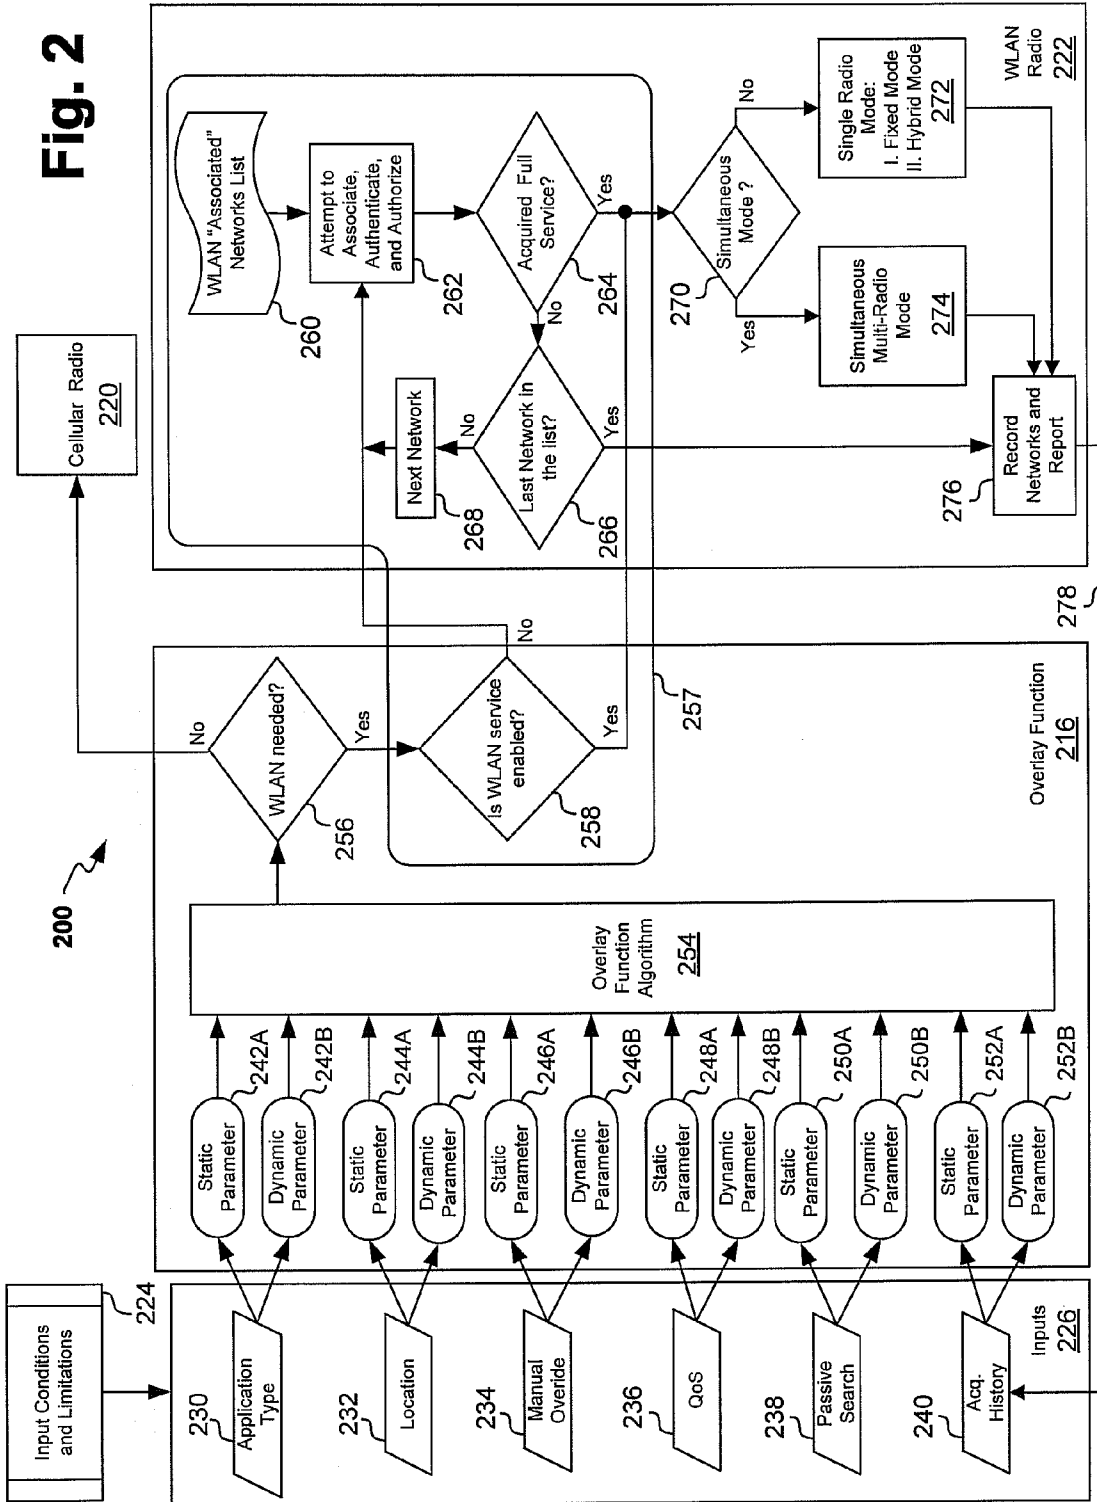 Fig. 2
200
Input Conditions
and Limitations
224
Inputs
226
230
Application
Type
232
Location
234
Manual
Override
236
QoS
238
Passive
Search
240
Acq.
History
Static
Parameter
242A
Dynamic
Parameter
242B
Static
Parameter
244A
Dynamic
Parameter
244B
Static
Parameter
246A
Dynamic
Parameter
246B
Static
Parameter
248A
Dynamic
Parameter
248B
Static
Parameter
250A
Dynamic
Parameter
250B
Static
Parameter
252A
Dynamic
Parameter
252B
Overlay
Function
Algorithm
254
WLAN needed?
256
No
Yes
Is WLAN service
enabled?
258
No
Yes
257
Overlay Function
216
Cellular Radio
220
WLAN "Associated"
Networks List
260
Attempt to
Associate,
Authenticate,
and Authorize
262
Acquired Full
Service?
264
Yes
No
Last Network in
the list?
266
No
Yes
Next Network
268
Simultaneous
Mode ?
270
No
Yes
Single Radio
Mode:
I. Fixed Mode
II. Hybrid Mode
272
Simultaneous
Multi-Radio
Mode
274
Record
Networks and
Report
276
WLAN
Radio
222
278